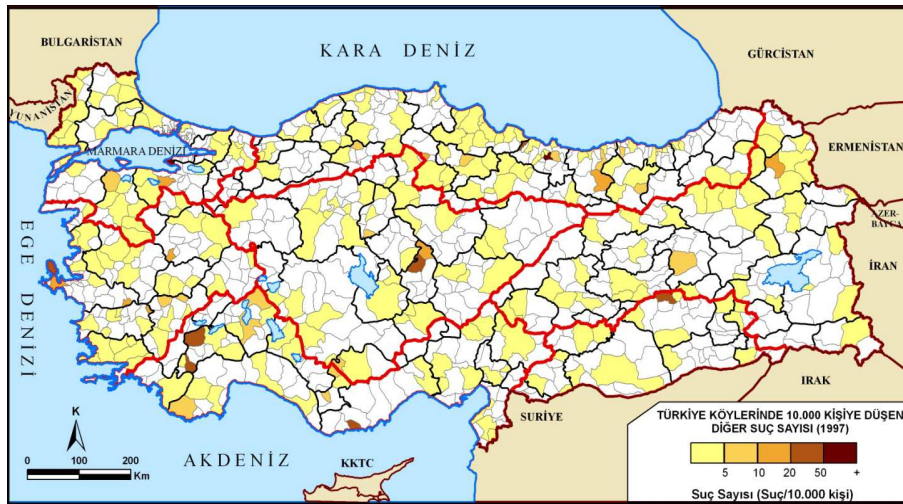 BULGARİSTAN
KARA DENİZ
GÜRCİSTAN
YUNANİSTAN
MARMARA DENİZİ
ERMENİSTAN
AZER-
BAYCAN
İRAN
EGE DENİZİ
IRAK
SURİYE
K
0 100 200
Km
AKDENİZ
KKTC
TÜRKİYE KÖYLERİNDE 10.000 KİŞİYE DÜŞEN
DİĞER SUÇ SAYISI (1997)
5 10 20 50 +
Suç Sayısı (Suç/10.000 kişi)